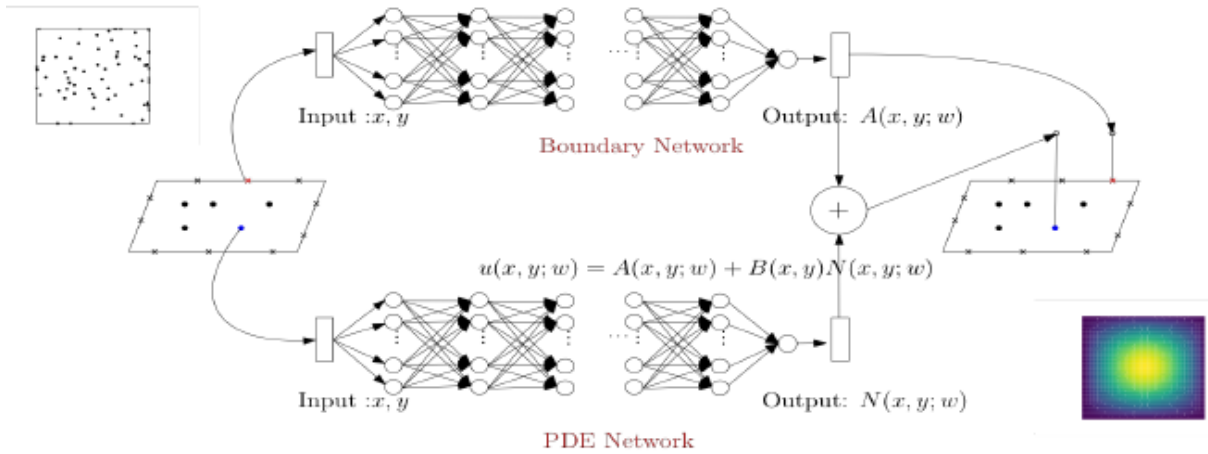 Input :x, y
Output: A(x, y; w)
Boundary Network
+
u(x, y; w) = A(x, y; w) + B(x, y)N(x, y; w)
Input :x, y
Output: N(x, y; w)
PDE Network